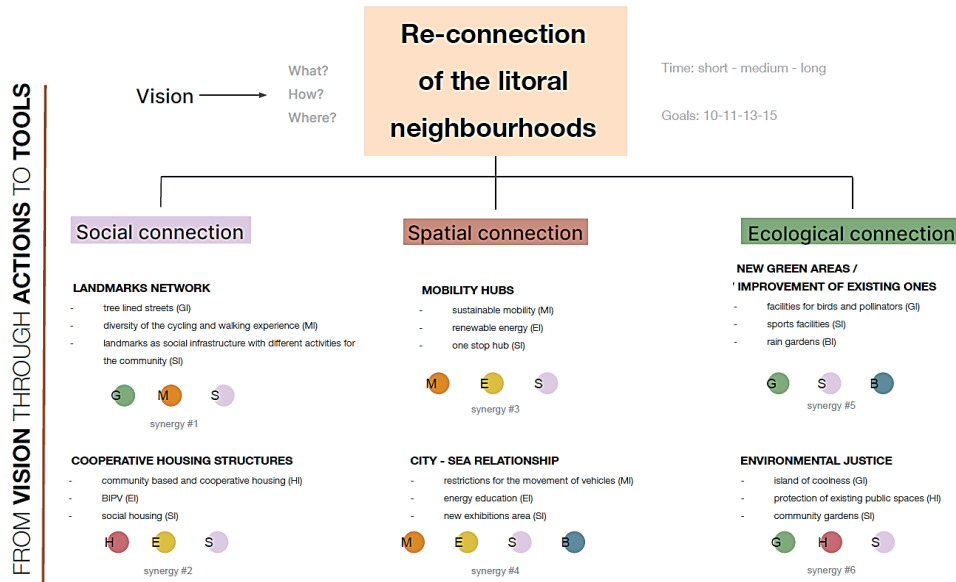 FROM VISION THROUGH ACTIONS TO TOOLS
Vision
What?
How?
Where?
Re-connection
of the litoral
neighbourhoods
Time: short - medium - long
Goals: 10-11-13-15
Social connection
LANDMARKS NETWORK
- tree lined streets (GI)
- diversity of the cycling and walking experience (MI)
- landmarks as social infrastructure with different activities for
the community (SI)
G M S
synergy #1
COOPERATIVE HOUSING STRUCTURES
- community based and cooperative housing (HI)
- BIPV (EI)
- social housing (SI)
H E S
synergy #2
Spatial connection
MOBILITY HUBS
- sustainable mobility (MI)
- renewable energy (EI)
- one stop hub (SI)
M E S
synergy #3
CITY - SEA RELATIONSHIP
- restrictions for the movement of vehicles (MI)
- energy education (EI)
- new exhibitions area (SI)
M E S B
synergy #4
Ecological connection
NEW GREEN AREAS /
/ IMPROVEMENT OF EXISTING ONES
- facilities for birds and pollinators (GI)
- sports facilities (SI)
- rain gardens (BI)
G S B
synergy #5
ENVIRONMENTAL JUSTICE
- island of coolness (GI)
- protection of existing public spaces (HI)
- community gardens (SI)
G H S
synergy #6